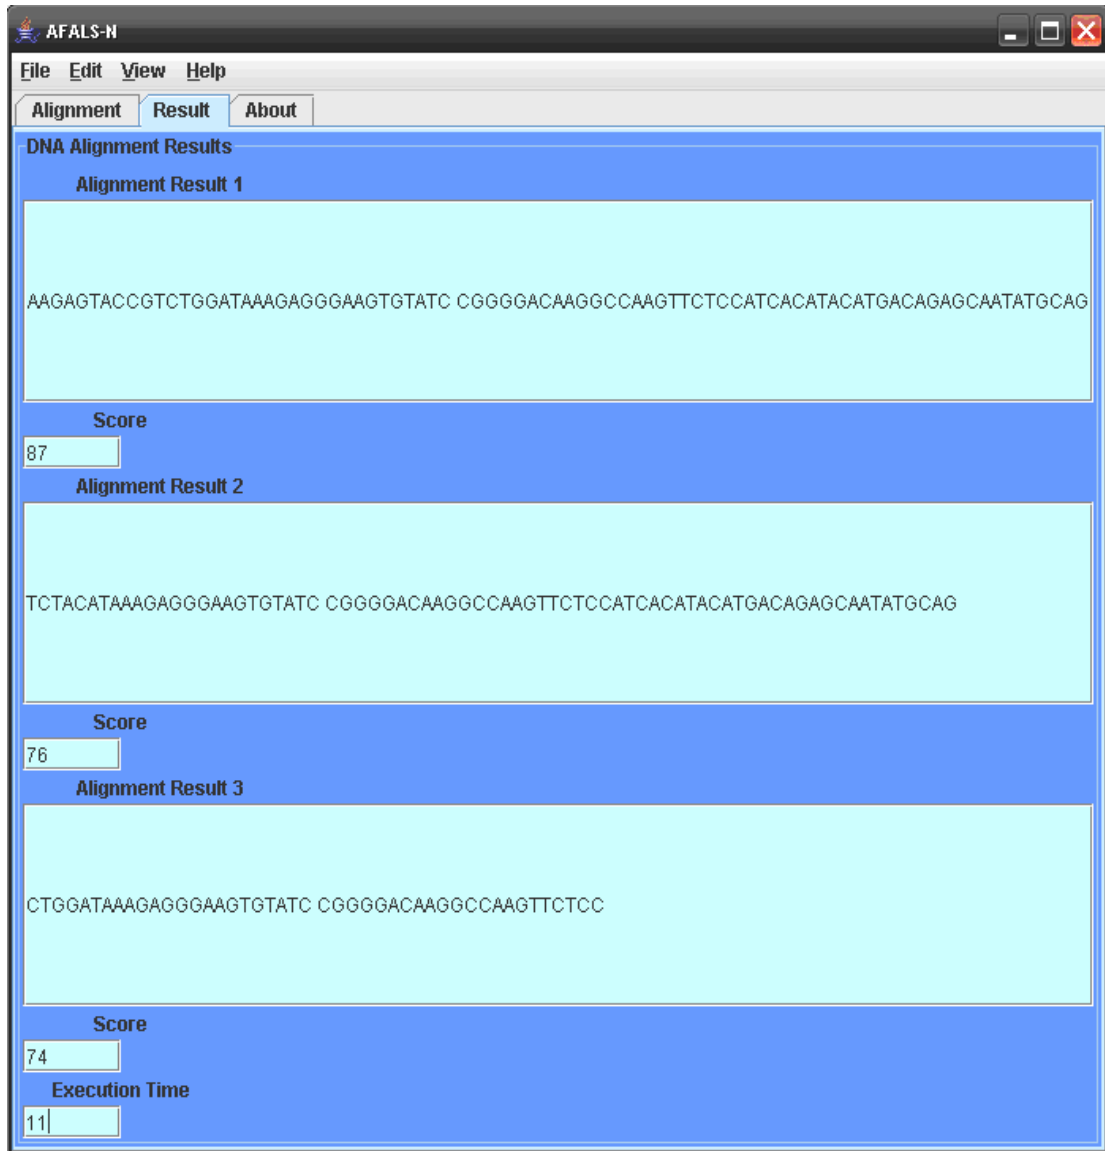 AFALS-N
File Edit View Help
Alignment Result About
DNA Alignment Results
Alignment Result 1
AAGAGTACCGTCTGGATAAAGAGGGAAGTGTATC CGGGGACAAGGCCAAGTTCTCCATCACATACATGACAGAGCAATATGCAG
Score
87
Alignment Result 2
TCTACATAAAGAGGGAAGTGTATC CGGGGACAAGGCCAAGTTCTCCATCACATACATGACAGAGCAATATGCAG
Score
76
Alignment Result 3
CTGGATAAAGAGGGAAGTGTATC CGGGGACAAGGCCAAGTTCTCC
Score
74
Execution Time
11